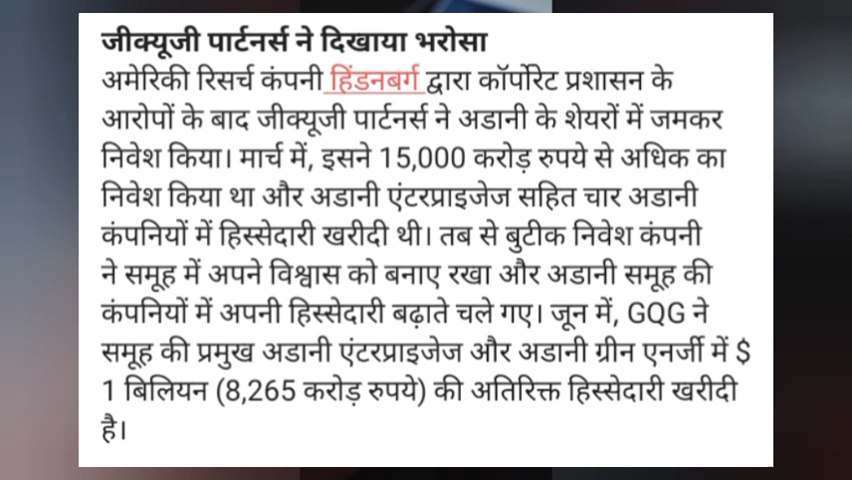 जीक्यूजी पार्टनर्स ने दिखाया भरोसा
अमेरिकी रिसर्च कंपनी हिंडनबर्ग द्वारा कॉर्पोरेट प्रशासन के
आरोपों के बाद जीक्यूजी पार्टनर्स ने अडानी के शेयरों में जमकर
निवेश किया। मार्च में, इसने 15,000 करोड़ रुपये से अधिक का
निवेश किया था और अडानी एंटरप्राइजेज सहित चार अडानी
कंपनियों में हिस्सेदारी खरीदी थी। तब से बुटीक निवेश कंपनी
ने समूह में अपने विश्वास को बनाए रखा और अडानी समूह की
कंपनियों में अपनी हिस्सेदारी बढ़ाते चले गए। जून में, GQG ने
समूह की प्रमुख अडानी एंटरप्राइजेज और अडानी ग्रीन एनर्जी में $
1 बिलियन (8,265 करोड़ रुपये) की अतिरिक्त हिस्सेदारी खरीदी
है।